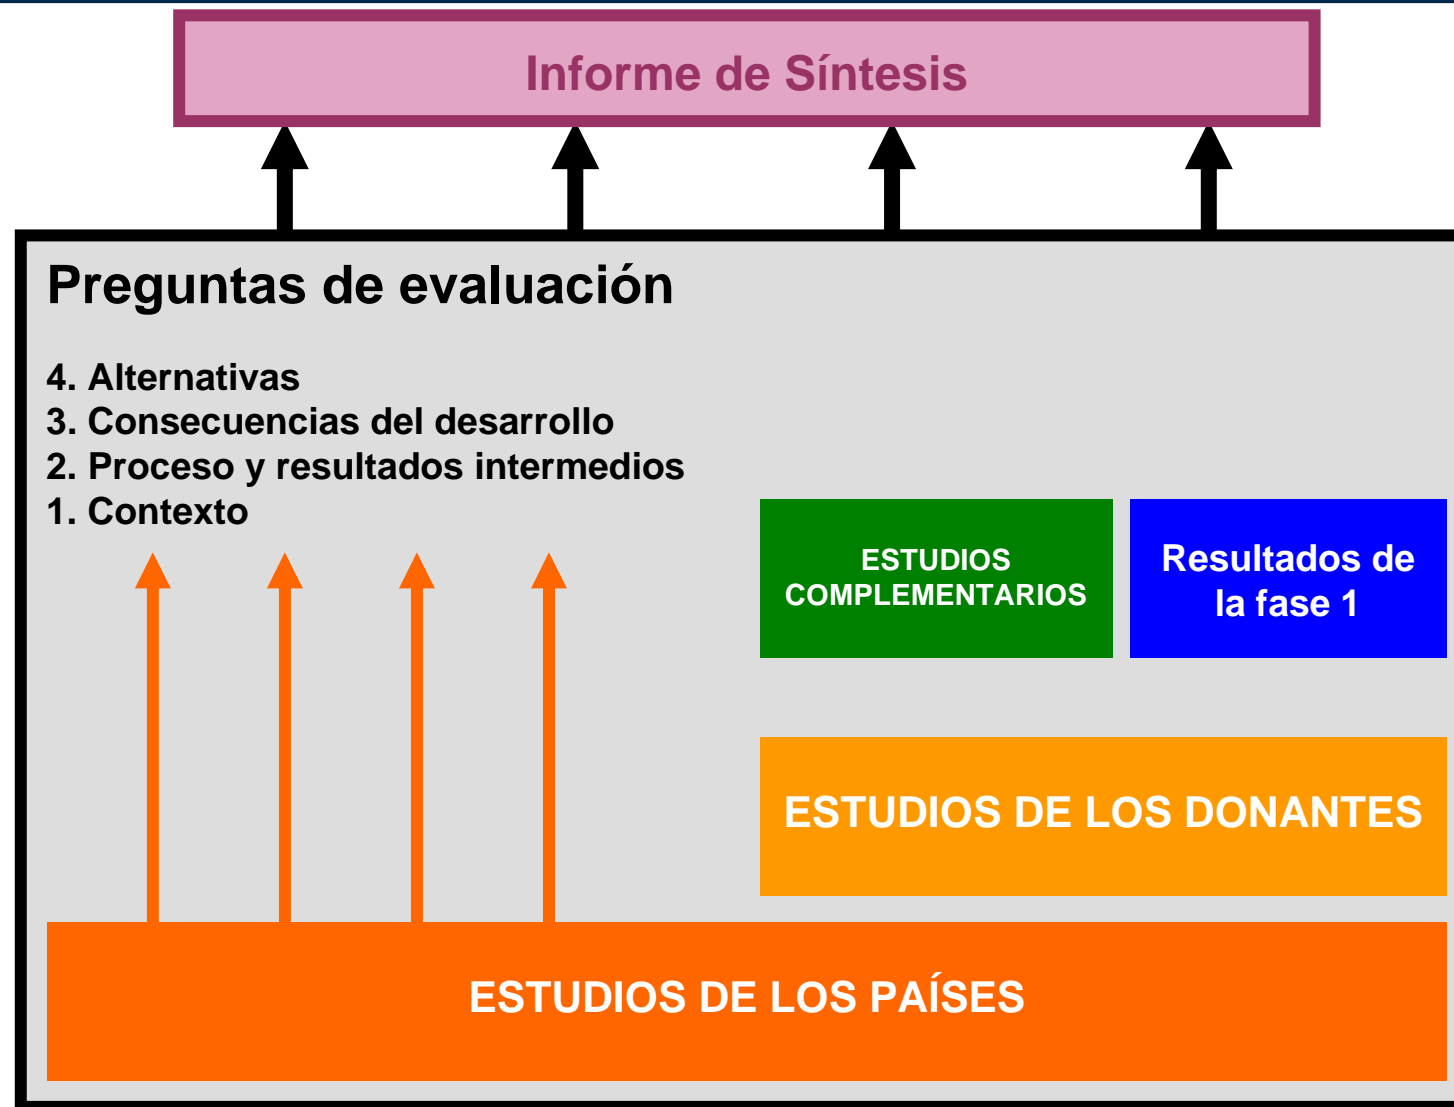 Informe de Síntesis
Preguntas de evaluación
4. Alternativas
3. Consecuencias del desarrollo
2. Proceso y resultados intermedios
1. Contexto
ESTUDIOS
COMPLEMENTARIOS
Resultados de
la fase 1
ESTUDIOS DE LOS DONANTES
ESTUDIOS DE LOS PAÍSES